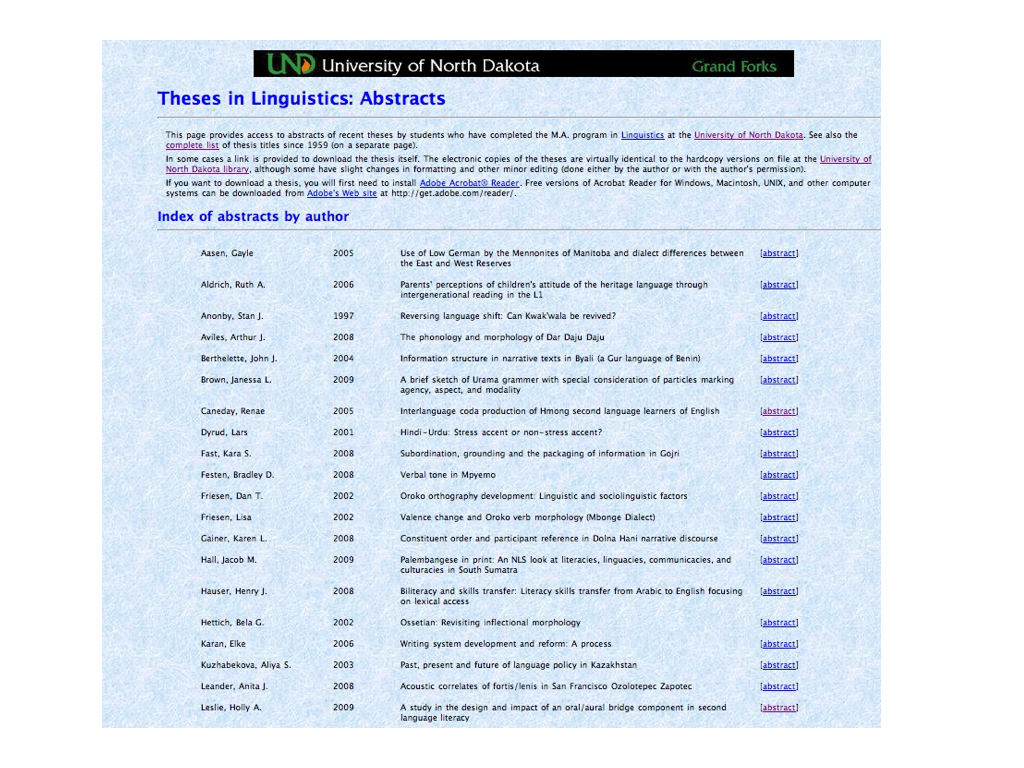 UND University of North Dakota Grand Forks
Theses in Linguistics: Abstracts
This page provides access to abstracts of recent theses by students who have completed the M.A. program in Linguistics at the University of North Dakota. See also the
complete list of thesis titles since 1959 (on a separate page).
In some cases a link is provided to download the thesis itself. The electronic copies of the theses are virtually identical to the hardcopy versions on file at the University of
North Dakota library, although some have slight changes in formatting and other minor editing (done either by the author or with the author's permission).
If you want to download a thesis, you will first need to install Adobe Acrobat® Reader. Free versions of Acrobat Reader for Windows, Macintosh, UNIX, and other computer
systems can be downloaded from Adobe's Web site at http://get.adobe.com/reader/.
Index of abstracts by author
Aasen, Gayle 2005 Use of Low German by the Mennonites of Manitoba and dialect differences between [abstract]
the East and West Reserves
Aldrich, Ruth A. 2006 Parents' perceptions of children's attitude of the heritage language through [abstract]
intergenerational reading in the L1
Anonby, Stan J. 1997 Reversing language shift: Can Kwak'wala be revived? [abstract]
Aviles, Arthur J. 2008 The phonology and morphology of Dar Daju Daju [abstract]
Berthelette, John J. 2004 Information structure in narrative texts in Byali (a Gur language of Benin) [abstract]
Brown, Janessa L. 2009 A brief sketch of Urama grammer with special consideration of particles marking [abstract]
agency, aspect, and modality
Caneday, Renae 2005 Interlanguage coda production of Hmong second language learners of English [abstract]
Dyrud, Lars 2001 Hindi-Urdu: Stress accent or non-stress accent? [abstract]
Fast, Kara S. 2008 Subordination, grounding and the packaging of information in Gojri [abstract]
Festen, Bradley D. 2008 Verbal tone in Mpyemo [abstract]
Friesen, Dan T. 2002 Oroko orthography development: Linguistic and sociolinguistic factors [abstract]
Friesen, Lisa 2002 Valence change and Oroko verb morphology (Mbonge Dialect) [abstract]
Gainer, Karen L. 2008 Constituent order and participant reference in Dolna Hani narrative discourse [abstract]
Hall, Jacob M. 2009 Palembangese in print: An NLS look at literacies, linguacies, communicacies, and [abstract]
culturacies in South Sumatra
Hauser, Henry J. 2008 Biliteracy and skills transfer: Literacy skills transfer from Arabic to English focusing [abstract]
on lexical access
Hettich, Bela G. 2002 Ossetian: Revisiting inflectional morphology [abstract]
Karan, Elke 2006 Writing system development and reform: A process [abstract]
Kuzhabekova, Aliya S. 2003 Past, present and future of language policy in Kazakhstan [abstract]
Leander, Anita J. 2008 Acoustic correlates of fortis/lenis in San Francisco Ozolotepec Zapotec [abstract]
Leslie, Holly A. 2009 A study in the design and impact of an oral/aural bridge component in second [abstract]
language literacy